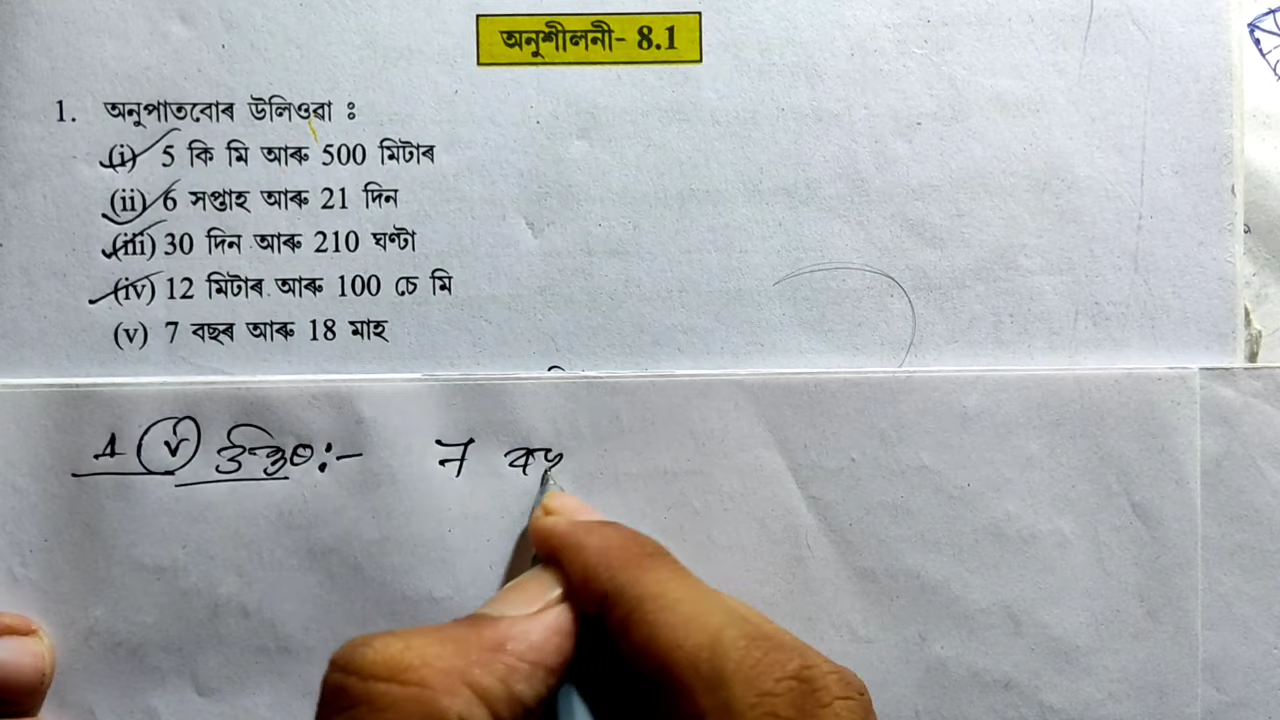 অনুশীলনী- 8.1
1. অনুপাতবোৰ উলিওৱা ঃ
(i) 5 কি মি আৰু 500 মিটাৰ
(ii) 6 সপ্তাহ আৰু 21 দিন
(iii) 30 দিন আৰু 210 ঘণ্টা
(iv) 12 মিটাৰ আৰু 100 চে মি
(v) 7 বছৰ আৰু 18 মাহ
1 (v) উত্তৰঃ- 7 বছ